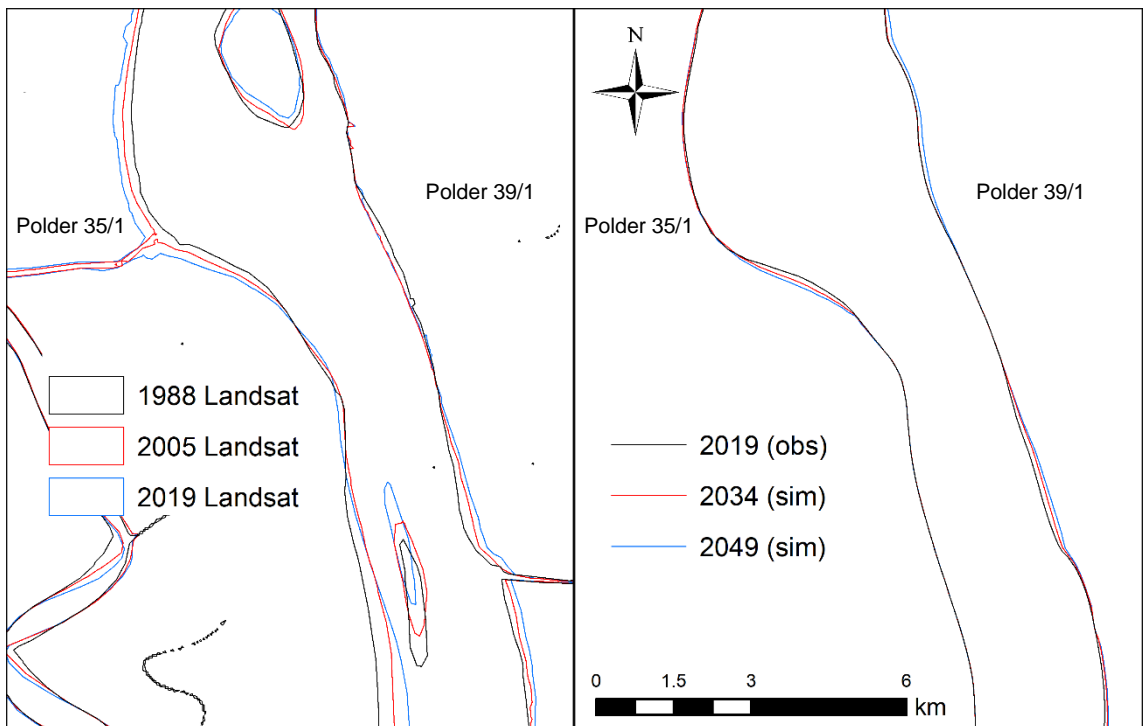 Polder 35/1
Polder 39/1
1988 Landsat
2005 Landsat
2019 Landsat
N
Polder 39/1
Polder 35/1
2019 (obs)
2034 (sim)
2049 (sim)
0 1.5 3 6
km